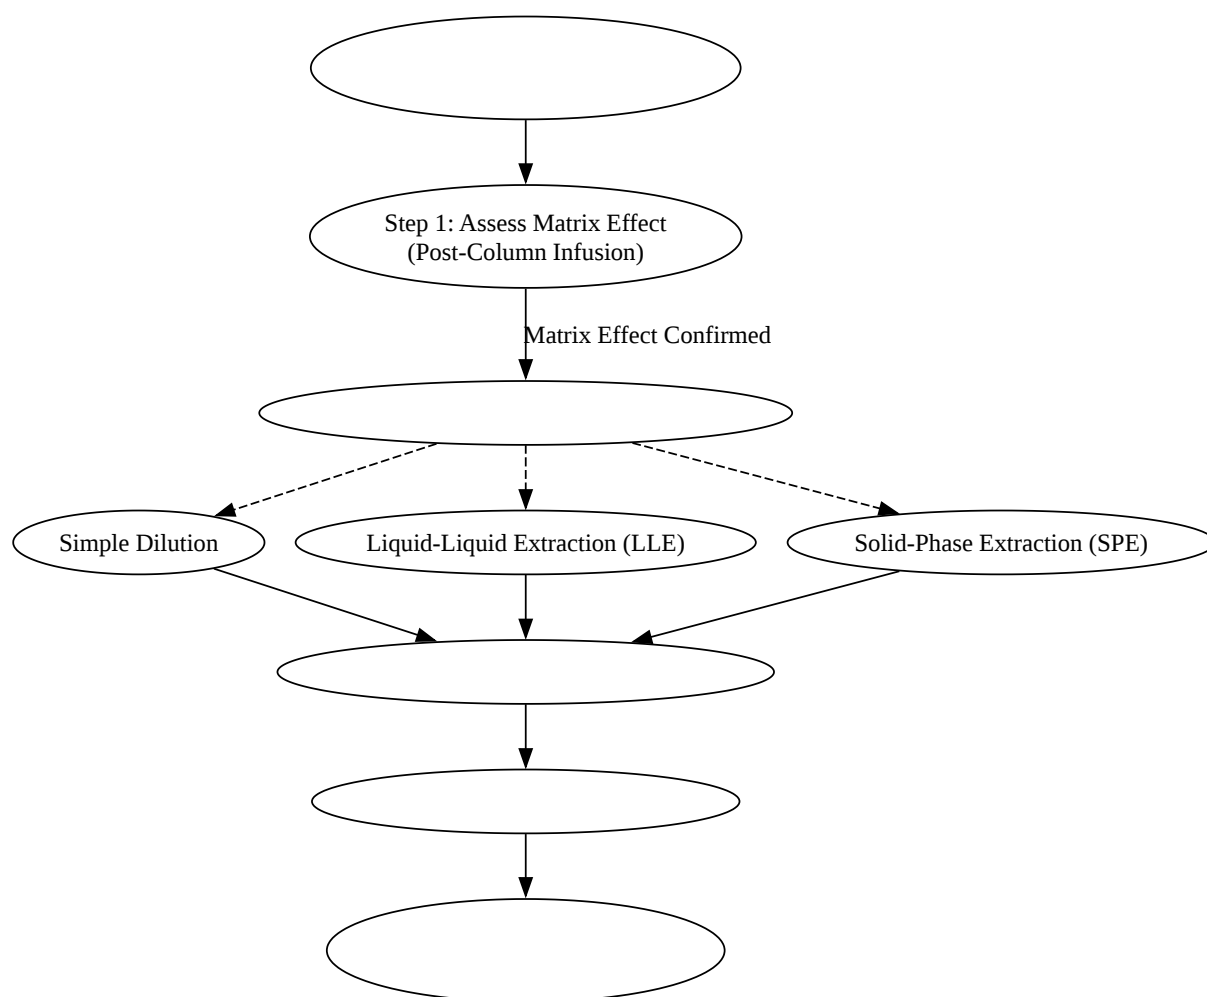 Step 1: Assess Matrix Effect
(Post-Column Infusion)
Matrix Effect Confirmed
Simple Dilution
Liquid-Liquid Extraction (LLE)
Solid-Phase Extraction (SPE)